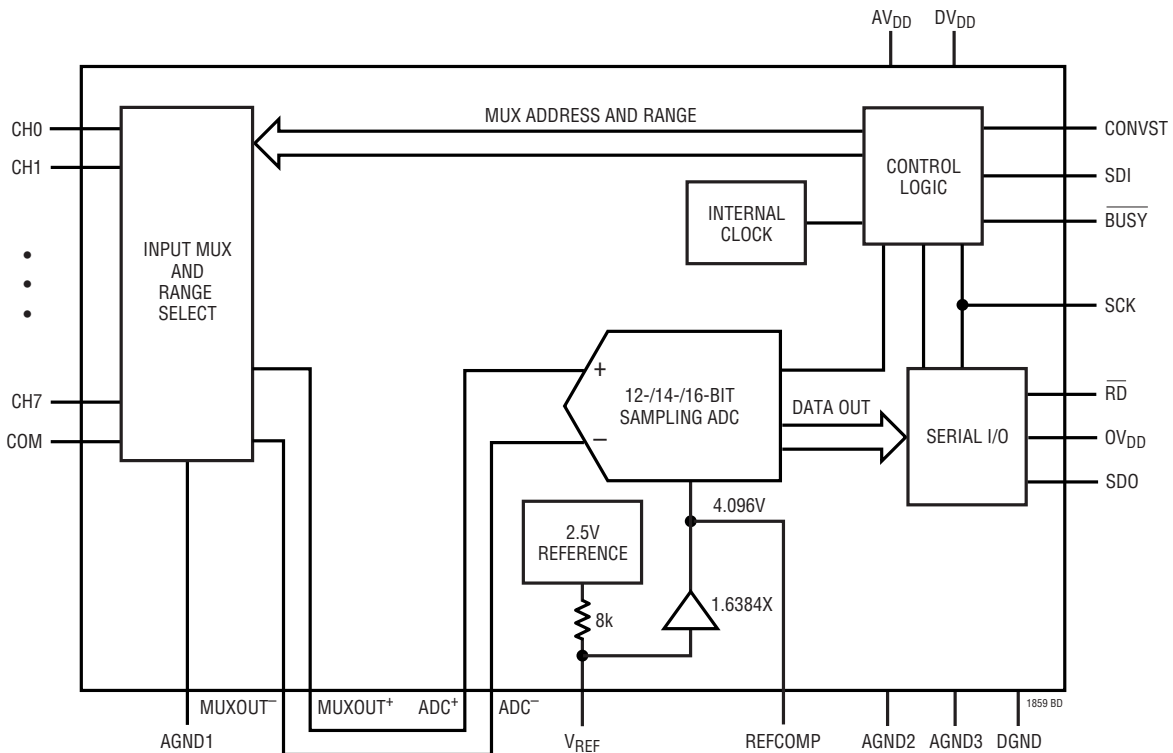 AVDD
DVDD
CH0
CH1
CH7
COM
INPUT MUX
AND
RANGE
SELECT
MUX ADDRESS AND RANGE
INTERNAL
CLOCK
CONTROL
LOGIC
CONVST
SDI
BUSY
SCK
+
12-/14-/16-BIT
SAMPLING ADC
–
DATA OUT
SERIAL I/O
RD
OVDD
SDO
4.096V
2.5V
REFERENCE
8k
1.6384X
MUXOUT–
MUXOUT+
ADC+
ADC–
1859 BD
AGND1
VREF
REFCOMP
AGND2
AGND3
DGND